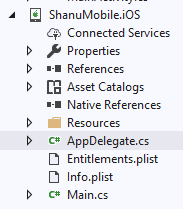 ShanuMobile.iOS
Connected Services
Properties
References
Asset Catalogs
Native References
Resources
C# AppDelegate.cs
Entitlements.plist
Info.plist
C# Main.cs